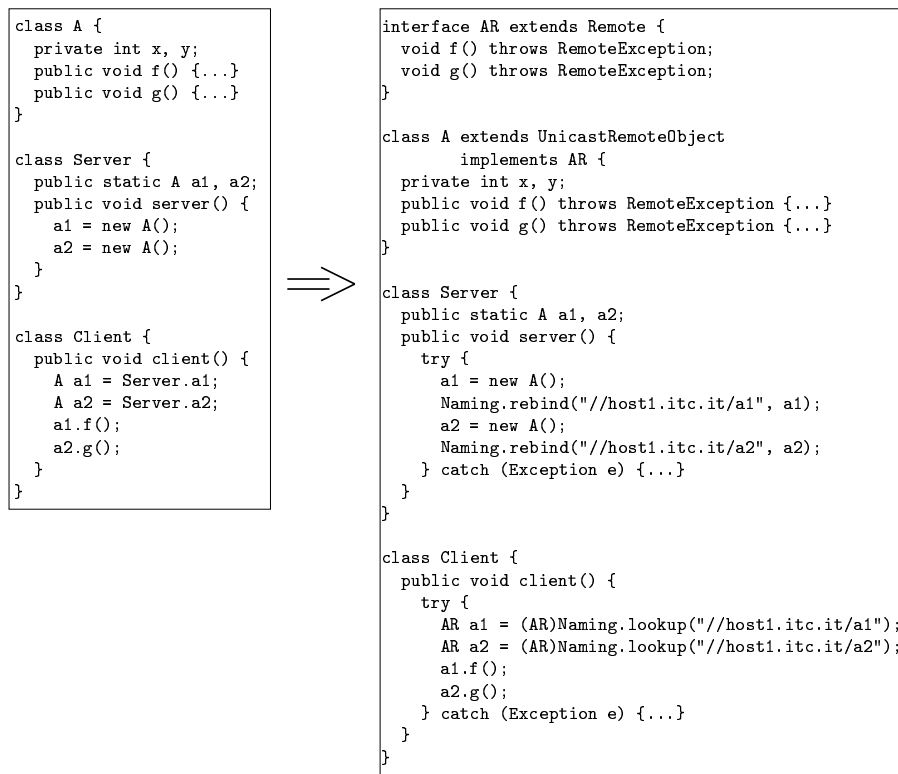 class A {
  private int x, y;
  public void f() {...}
  public void g() {...}
}

class Server {
  public static A a1, a2;
  public void server() {
    a1 = new A();
    a2 = new A();
  }
}

class Client {
  public void client() {
    A a1 = Server.a1;
    A a2 = Server.a2;
    a1.f();
    a2.g();
  }
}

interface AR extends Remote {
  void f() throws RemoteException;
  void g() throws RemoteException;
}

class A extends UnicastRemoteObject
        implements AR {
  private int x, y;
  public void f() throws RemoteException {...}
  public void g() throws RemoteException {...}
}

class Server {
  public static A a1, a2;
  public void server() {
    try {
      a1 = new A();
      Naming.rebind("//host1.itc.it/a1", a1);
      a2 = new A();
      Naming.rebind("//host1.itc.it/a2", a2);
    } catch (Exception e) {...}
  }
}

class Client {
  public void client() {
    try {
      AR a1 = (AR)Naming.lookup("//host1.itc.it/a1");
      AR a2 = (AR)Naming.lookup("//host1.itc.it/a2");
      a1.f();
      a2.g();
    } catch (Exception e) {...}
  }
}